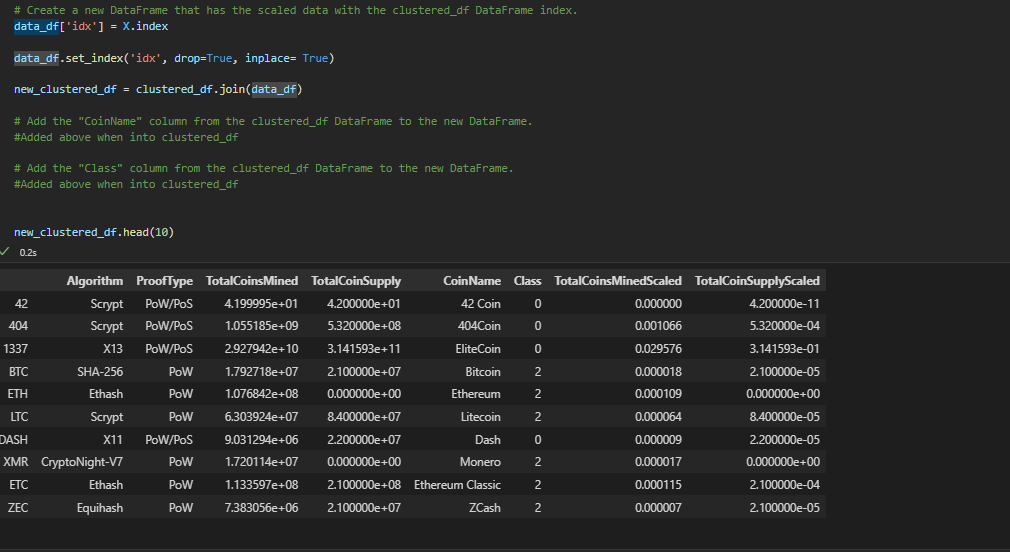 # Create a new DataFrame that has the scaled data with the clustered_df DataFrame index.
data_df['idx'] = X.index
data_df.set_index('idx', drop=True, inplace= True)
new_clustered_df = clustered_df.join(data_df)
# Add the "CoinName" column from the clustered_df DataFrame to the new DataFrame.
#Added above when into clustered_df
# Add the "Class" column from the clustered_df DataFrame to the new DataFrame.
#Added above when into clustered_df
new_clustered_df.head(10)
0.2s
Algorithm ProofType TotalCoinsMined TotalCoinSupply CoinName Class TotalCoinsMinedScaled TotalCoinSupplyScaled
42 Scrypt PoW/PoS 4.199995e+01 4.200000e+01 42 Coin 0 0.000000 4.200000e-11
404 Scrypt PoW/PoS 1.055185e+09 5.320000e+08 404Coin 0 0.001066 5.320000e-04
1337 X13 PoW/PoS 2.927942e+10 3.141593e+11 EliteCoin 0 0.029576 3.141593e-01
BTC SHA-256 PoW 1.792718e+07 2.100000e+07 Bitcoin 2 0.000018 2.100000e-05
ETH Ethash PoW 1.076842e+08 0.000000e+00 Ethereum 2 0.000109 0.000000e+00
LTC Scrypt PoW 6.303924e+07 8.400000e+07 Litecoin 2 0.000064 8.400000e-05
DASH X11 PoW/PoS 9.031294e+06 2.200000e+07 Dash 0 0.000009 2.200000e-05
XMR CryptoNight-V7 PoW 1.720114e+07 0.000000e+00 Monero 2 0.000017 0.000000e+00
ETC Ethash PoW 1.133597e+08 2.100000e+08 Ethereum Classic 2 0.000115 2.100000e-04
ZEC Equihash PoW 7.383056e+06 2.100000e+07 ZCash 2 0.000007 2.100000e-05